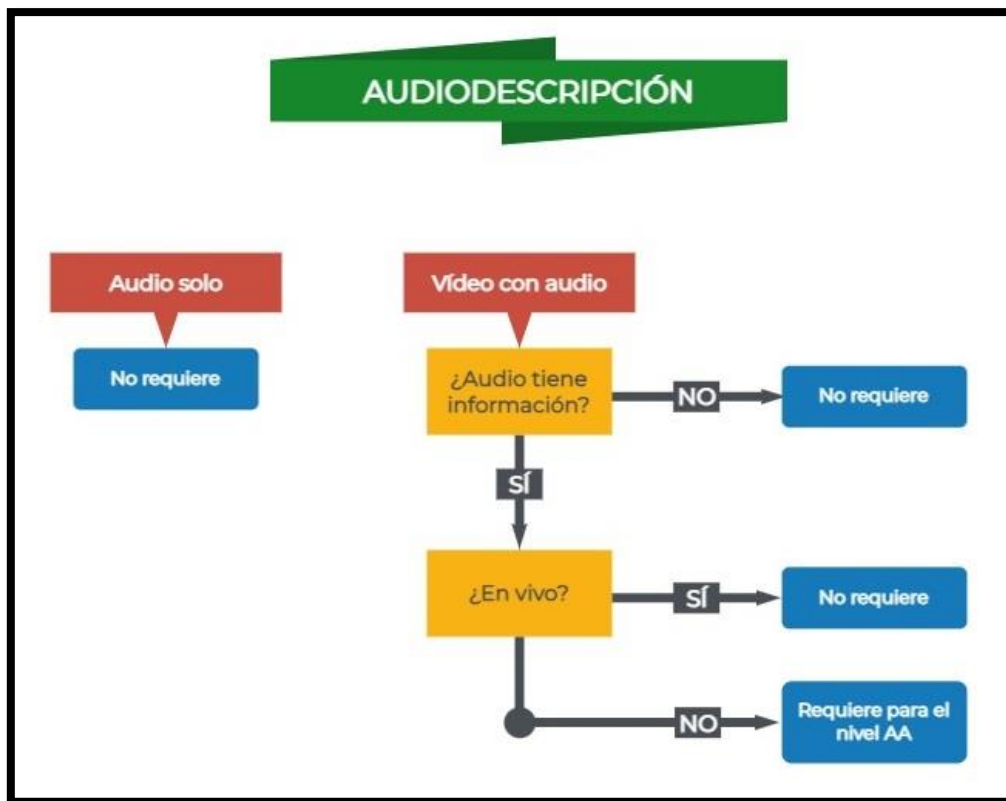 AUDIODESCRIPCIÓN
Audio solo
No requiere
Vídeo con audio
¿Audio tiene
información?
NO
No requiere
SÍ
¿En vivo?
SÍ
No requiere
NO
Requiere para el
nivel AA